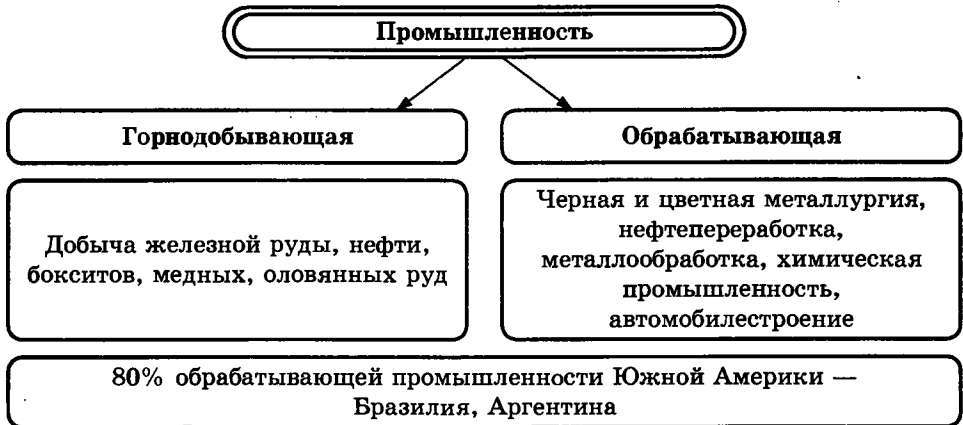 Промышленность
Горнодобывающая
Обрабатывающая
Добыча железной руды, нефти,
бокситов, медных, оловянных руд
Черная и цветная металлургия,
нефтепереработка,
металлообработка, химическая
промышленность,
автомобилестроение
80% обрабатывающей промышленности Южной Америки —
Бразилия, Аргентина